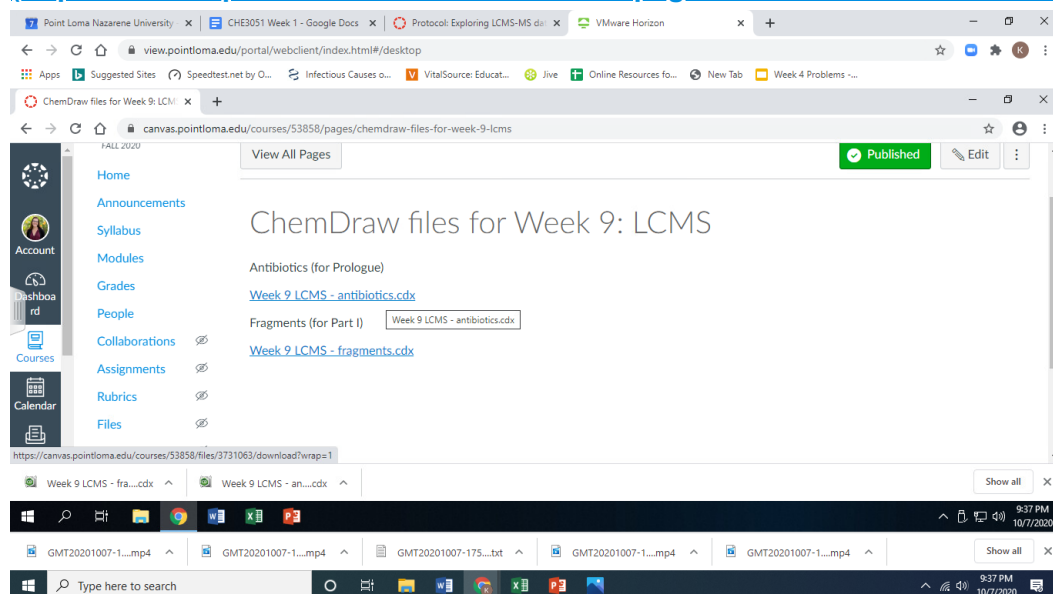 Point Loma Nazarene University - CHE3051 Week 1 - Google Docs Protocol: Exploring LCMS-MS dat VMware Horizon
view.pointloma.edu/portal/webclient/index.html#/desktop K
Apps Suggested Sites Speedtest.net by O... Infectious Causes o... VitalSource: Educat... Jive Online Resources fo... New Tab Week 4 Problems -...
ChemDraw files for Week 9: LCM
canvas.pointloma.edu/courses/53858/pages/chemdraw-files-for-week-9-lcms
FALL 2020
View All Pages
Published
Edit
Home
Announcements
Syllabus
Modules
Grades
People
Collaborations
Assignments
Rubrics
Files
Account
Dashboa
rd
Courses
Calendar
ChemDraw files for Week 9: LCMS
Antibiotics (for Prologue)
Week 9 LCMS - antibiotics.cdx
Fragments (for Part I)
Week 9 LCMS - antibiotics.cdx
Week 9 LCMS - fragments.cdx
https://canvas.pointloma.edu/courses/53858/files/3731063/download?wrap=1
Week 9 LCMS - fra....cdx Week 9 LCMS - an....cdx Show all
9:37 PM
10/7/2020
GMT20201007-1....mp4 GMT20201007-1....mp4 GMT20201007-175....txt GMT20201007-1....mp4 GMT20201007-1....mp4 Show all
Type here to search
9:37 PM
10/7/2020